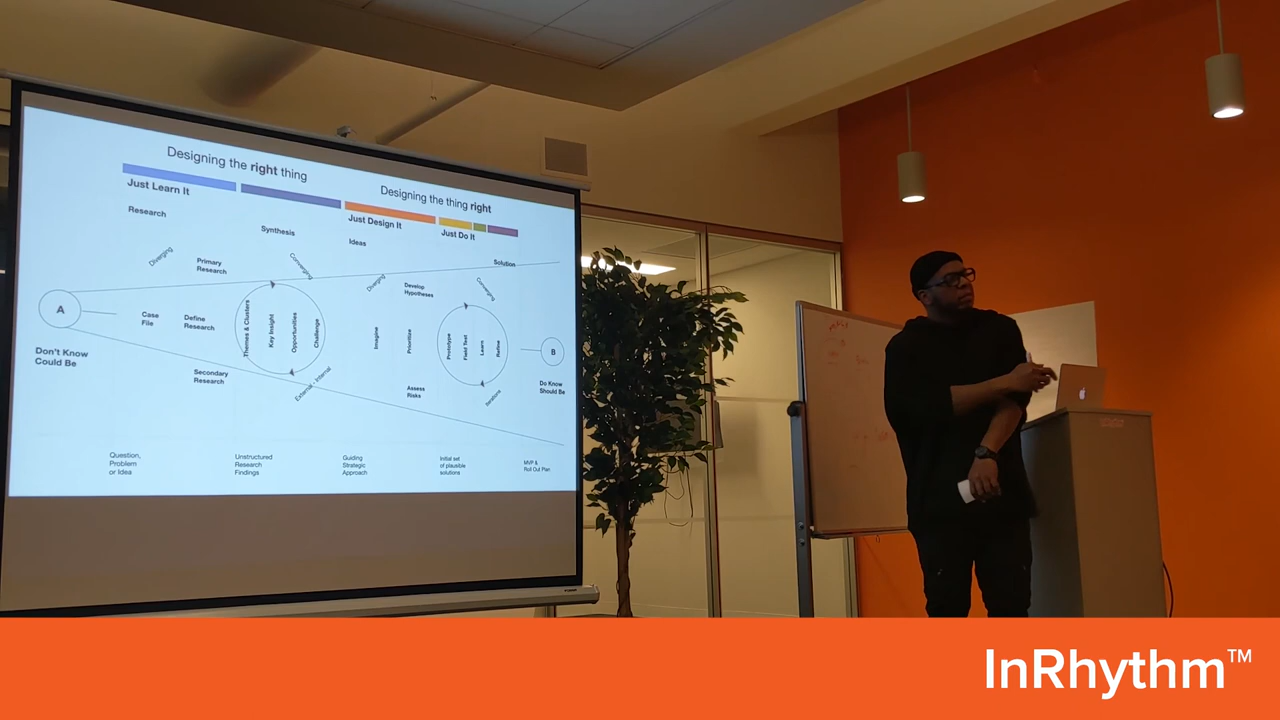 Designing the right thing
Designing the thing right
Just Learn It
Just Design It
Just Do It
Research
Synthesis
Ideas
Solution
Diverging
Primary
Research
Converging
Diverging
Develop
Hypotheses
Converging
A
Case
File
Define
Research
Themes & Clusters
Key Insight
Opportunities
Challenge
Imagine
Prioritise
Prototype
Field Test
Learn
Refine
B
Don't Know
Could Be
Secondary
Research
External - Internal
Assess
Risks
Iterations
Do Know
Should Be
Question,
Problem
or Idea
Unstructured
Research
Findings
Guiding
Strategic
Approach
Initial set
of plausible
solutions
MVP &
Roll Out Plan
InRhythm™